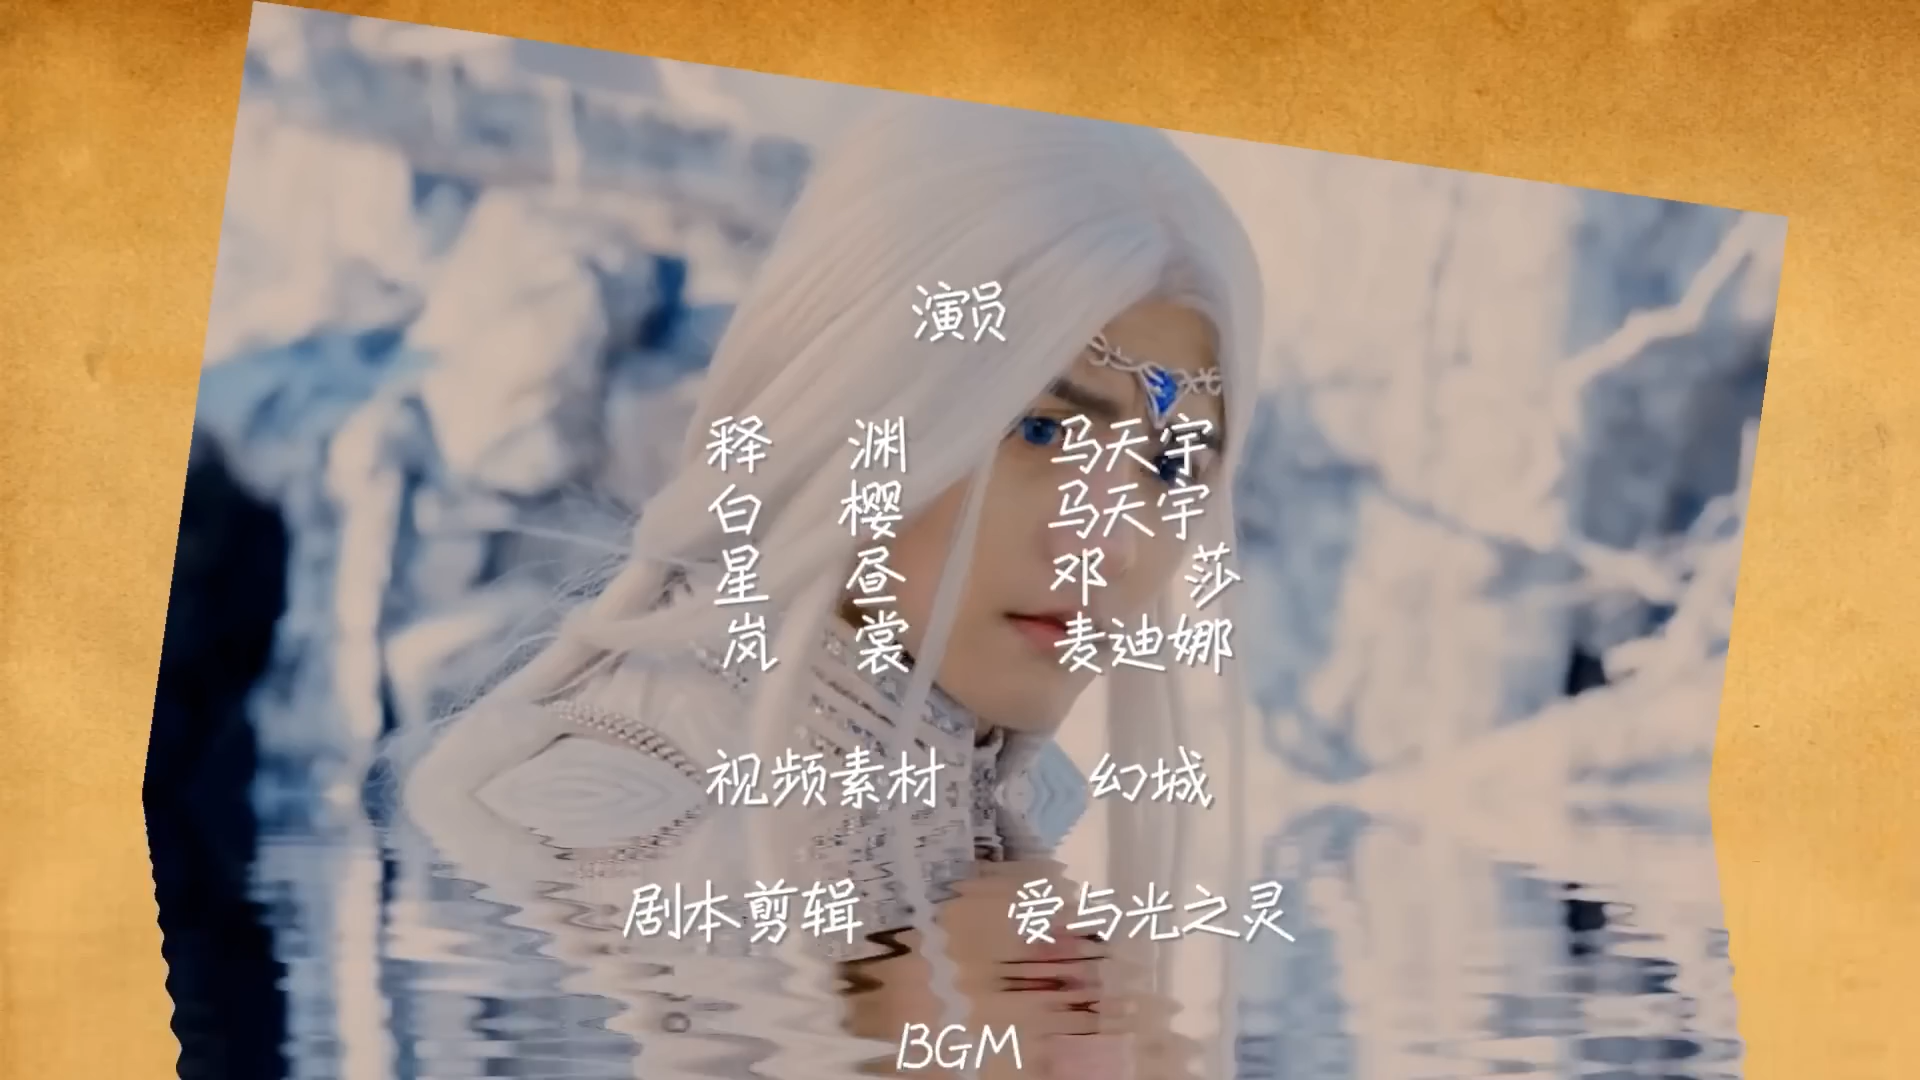 演员
释 渊 马天宇
白 樱 马天宇
星 昼 邓 莎
岚 裳 麦迪娜
视频素材 幻城
剧本剪辑 爱与光之灵
BGM